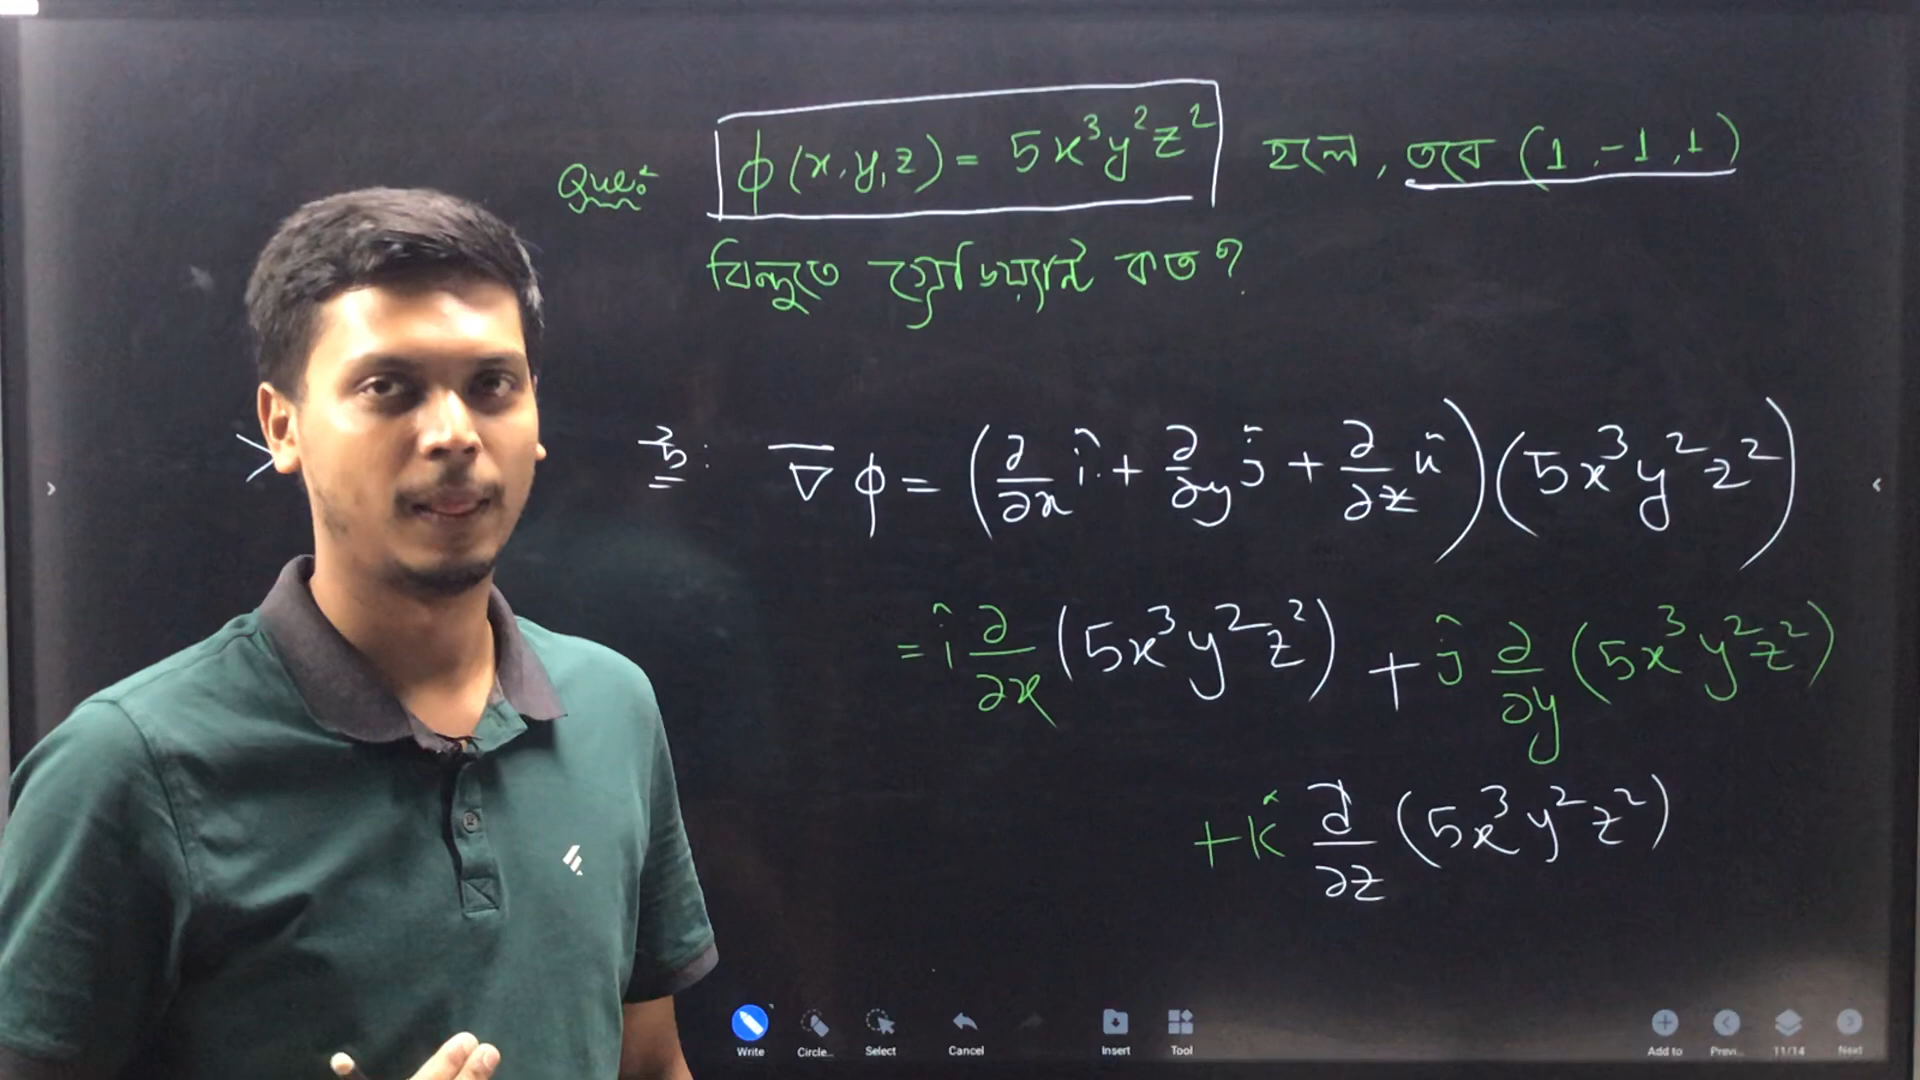 Que: ϕ(x,y,z) = 5x³y²z² হলে, তবে (1,-1,1)
বিন্দুতে গ্রেডিয়্যান্ট কত?
∇ϕ = (∂/∂x î + ∂/∂y ĵ + ∂/∂z k̂)(5x³y²z²)
= î ∂/∂x (5x³y²z²) + ĵ ∂/∂y (5x³y²z²)
+ k̂ ∂/∂z (5x³y²z²)
Write Circle... Select Cancel Insert Tool Add to Previ... 11/14 Next